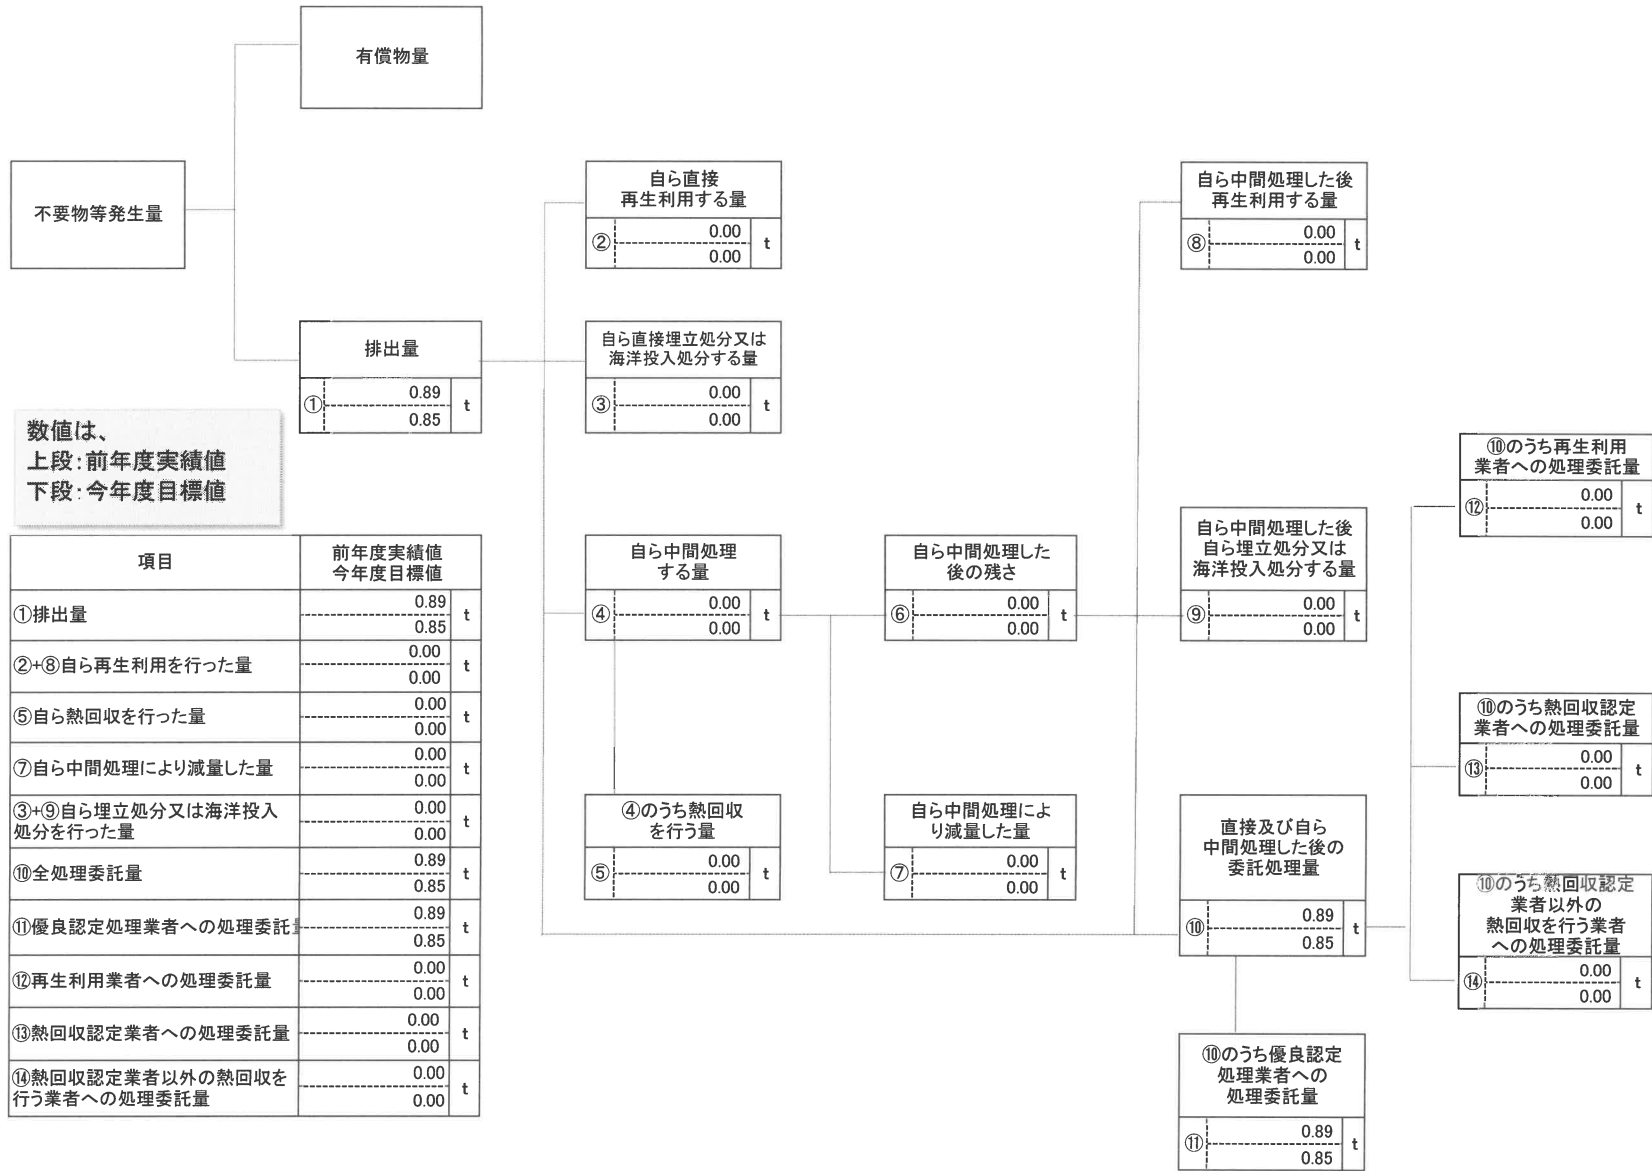 有償物量
不要物等発生量
排出量
① 0.89 t
0.85
自ら直接
再生利用する量
② 0.00 t
0.00
自ら直接埋立処分又は
海洋投入処分する量
③ 0.00 t
0.00
自ら中間処理
する量
④ 0.00 t
0.00
④のうち熱回収
を行う量
⑤ 0.00 t
0.00
自ら中間処理した
後の残さ
⑥ 0.00 t
0.00
自ら中間処理によ
り減量した量
⑦ 0.00 t
0.00
自ら中間処理した後
再生利用する量
⑧ 0.00 t
0.00
自ら中間処理した後
自ら埋立処分又は
海洋投入処分する量
⑨ 0.00 t
0.00
直接及び自ら
中間処理した後の
委託処理量
⑩ 0.89 t
0.85
⑩のうち優良認定
処理業者への
処理委託量
⑪ 0.89 t
0.85
⑩のうち再生利用
業者への処理委託量
⑫ 0.00 t
0.00
⑩のうち熱回収認定
業者への処理委託量
⑬ 0.00 t
0.00
⑩のうち熱回収認定
業者以外の
熱回収を行う業者
への処理委託量
⑭ 0.00 t
0.00
数値は、
上段:前年度実績値
下段:今年度目標値
項目 前年度実績値
今年度目標値
①排出量 0.89 t
0.85
②+⑧自ら再生利用を行った量 0.00 t
0.00
⑤自ら熱回収を行った量 0.00 t
0.00
⑦自ら中間処理により減量した量 0.00 t
0.00
③+⑨自ら埋立処分又は海洋投入 0.00 t
処分を行った量 0.00
⑩全処理委託量 0.89 t
0.85
⑪優良認定処理業者への処理委託 0.89 t
0.85
⑫再生利用業者への処理委託量 0.00 t
0.00
⑬熱回収認定業者への処理委託量 0.00 t
0.00
⑭熱回収認定業者以外の熱回収を 0.00 t
行う業者への処理委託量 0.00